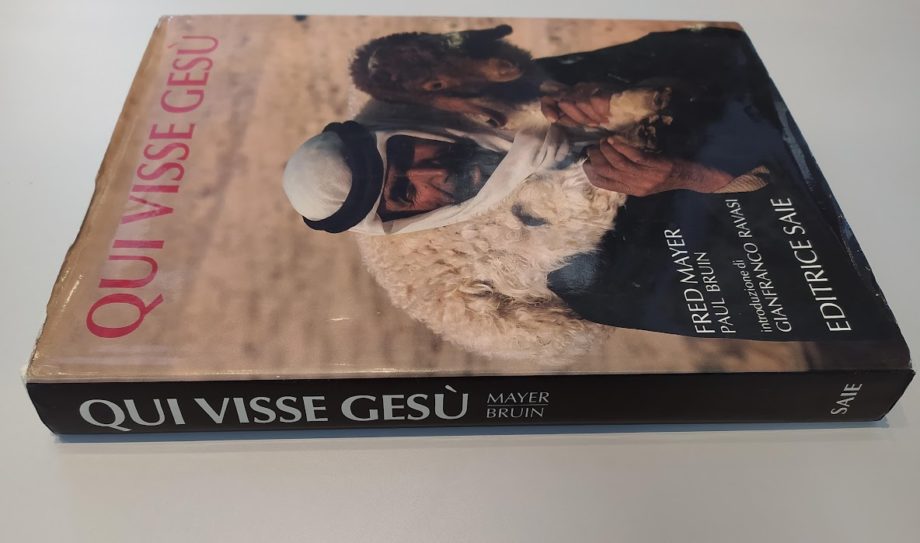 QUI VISSE GESÙ
FRED MAYER
PAUL BRUIN
introduzione di
GIANFRANCO RAVASI
EDITRICE SAIE
QUI VISSE GESÙ
MAYER
BRUIN
SAIE